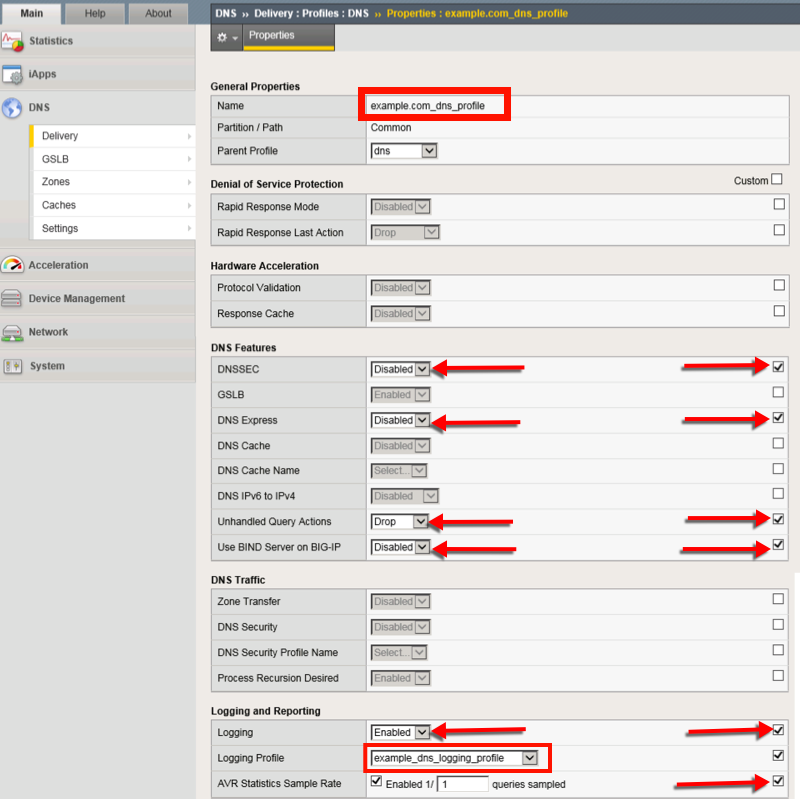 Main Help About
DNS ›› Delivery : Profiles : DNS ›› Properties : example.com_dns_profile
Properties
Statistics
iApps
DNS
Delivery
GSLB
Zones
Caches
Settings
Acceleration
Device Management
Network
System
General Properties
Name example.com_dns_profile
Partition / Path Common
Parent Profile dns
Denial of Service Protection Custom
Rapid Response Mode Disabled
Rapid Response Last Action Drop
Hardware Acceleration
Protocol Validation Disabled
Response Cache Disabled
DNS Features
DNSSEC Disabled
GSLB Enabled
DNS Express Disabled
DNS Cache Disabled
DNS Cache Name Select...
DNS IPv6 to IPv4 Disabled
Unhandled Query Actions Drop
Use BIND Server on BIG-IP Disabled
DNS Traffic
Zone Transfer Disabled
DNS Security Disabled
DNS Security Profile Name Select...
Process Recursion Desired Enabled
Logging and Reporting
Logging Enabled
Logging Profile example_dns_logging_profile
AVR Statistics Sample Rate Enabled 1/ 1 queries sampled